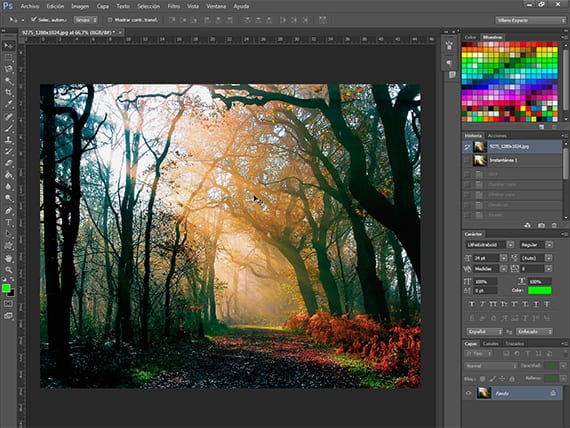 Ps Archivo Edición Imagen Capa Texto Selección Filtro Vista Ventana Ayuda
Selec. autom.: Grupo Mostrar contr. transf. Villano Espacio
9275_1280x1024.jpg al 66,7% (RGB/8#) *
Color Muestras
Historia Acciones
9275_1280x1024.jpg
Instantánea 1
Carácter
LithosExtrabold Regular
24 pt (Auto)
Medidas 0
100% 100%
0 pt Color:
Español Enfocado
Capas Canales Trazados
Tipo
Normal Opacidad:
Bloq.: Relleno:
Fondo